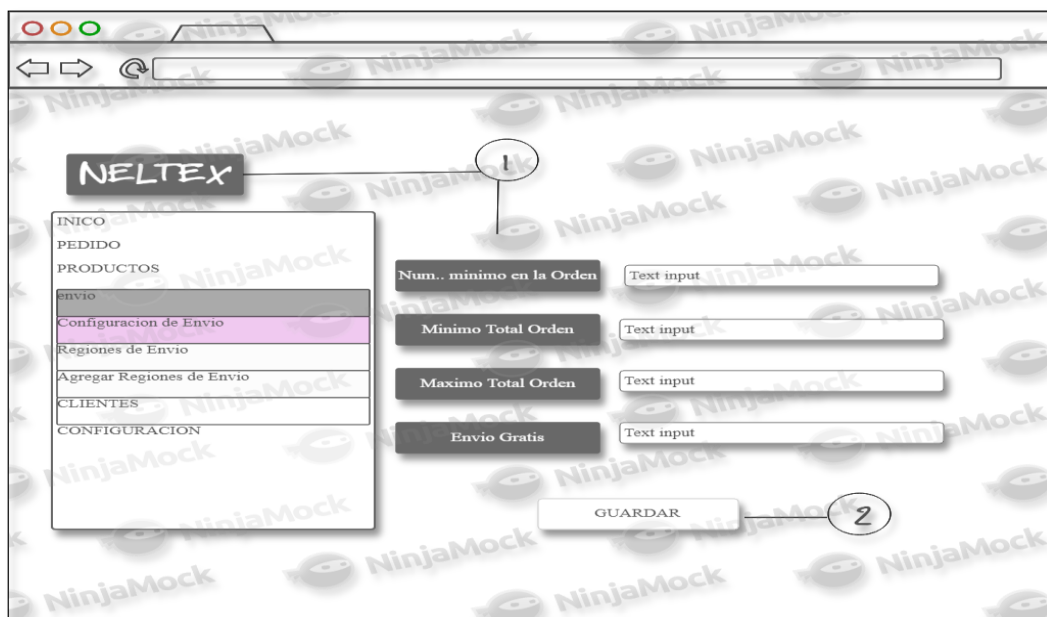 NELTEX
1
INICO
PEDIDO
PRODUCTOS
envio
Configuracion de Envio
Regiones de Envio
Agregar Regiones de Envio
CLIENTES
CONFIGURACION
Num.. minimo en la Orden
Text input
Minimo Total Orden
Text input
Maximo Total Orden
Text input
Envio Gratis
Text input
GUARDAR
2
NinjaMock